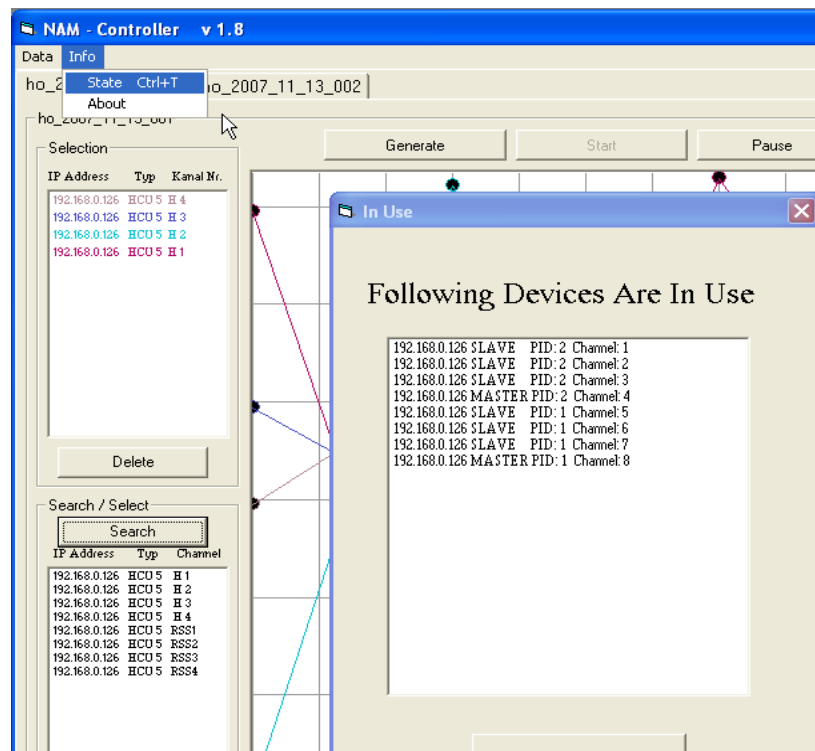 NAM - Controller v 1.8
Data Info
State Ctrl+T
About
ho_2007_11_13_002
ho_2007_11_13_001
Generate Start Pause
Selection
IP Address Typ Kanal Nr.
192.168.0.126 HCU 5 H 4
192.168.0.126 HCU 5 H 3
192.168.0.126 HCU 5 H 2
192.168.0.126 HCU 5 H 1
Delete
Search / Select
Search
IP Address Typ Channel
192.168.0.126 HCU 5 H 1
192.168.0.126 HCU 5 H 2
192.168.0.126 HCU 5 H 3
192.168.0.126 HCU 5 H 4
192.168.0.126 HCU 5 RSS1
192.168.0.126 HCU 5 RSS2
192.168.0.126 HCU 5 RSS3
192.168.0.126 HCU 5 RSS4
In Use
Following Devices Are In Use
192.168.0.126 SLAVE PID: 2 Channel: 1
192.168.0.126 SLAVE PID: 2 Channel: 2
192.168.0.126 SLAVE PID: 2 Channel: 3
192.168.0.126 MASTER PID: 2 Channel: 4
192.168.0.126 SLAVE PID: 1 Channel: 5
192.168.0.126 SLAVE PID: 1 Channel: 6
192.168.0.126 SLAVE PID: 1 Channel: 7
192.168.0.126 MASTER PID: 1 Channel: 8